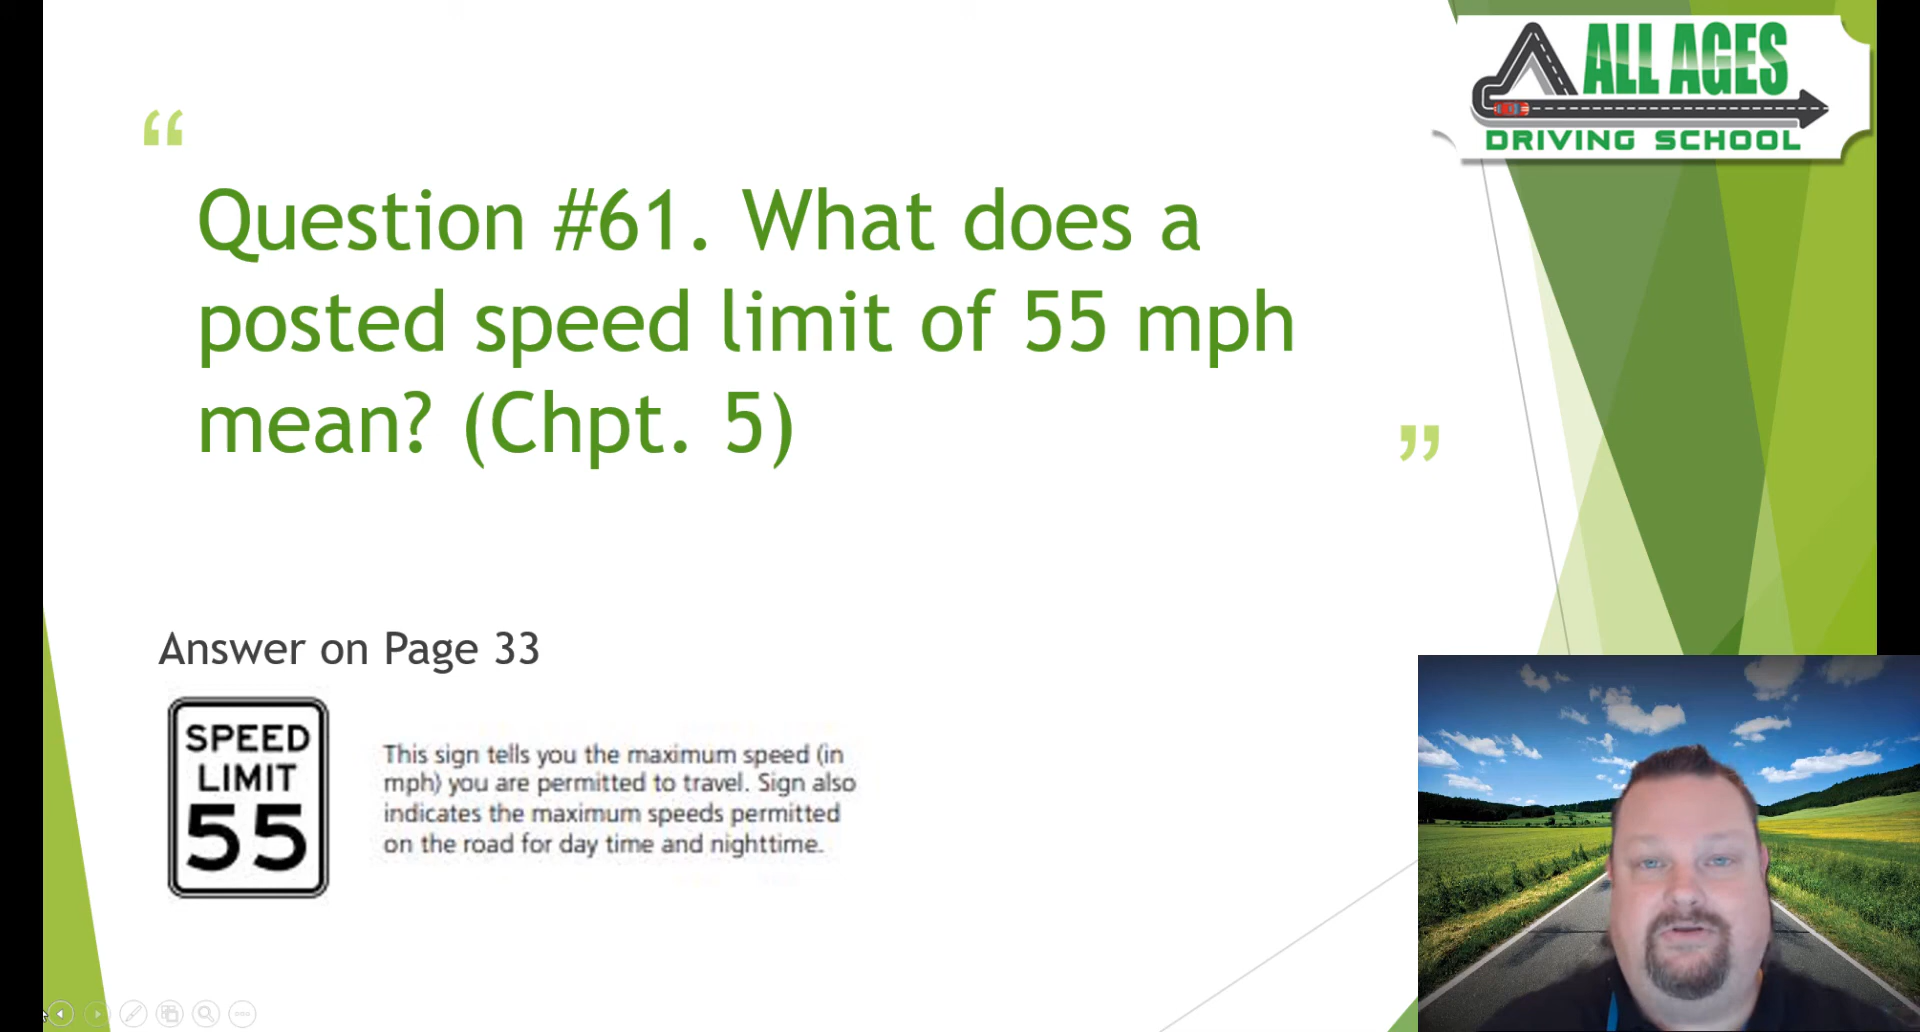 ALL AGES
DRIVING SCHOOL
“
Question #61. What does a
posted speed limit of 55 mph
mean? (Chpt. 5)
”
Answer on Page 33
SPEED
LIMIT
55
This sign tells you the maximum speed (in
mph) you are permitted to travel. Sign also
indicates the maximum speeds permitted
on the road for day time and nighttime.